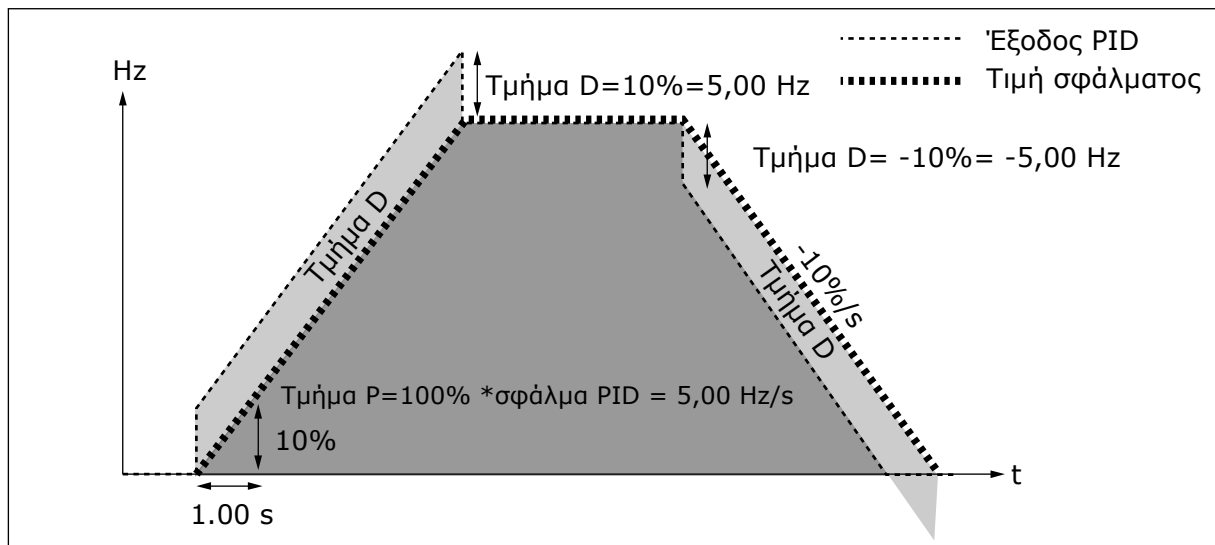 Έξοδος PID
Τιμή σφάλματος
Hz
Τμήμα D=10%=5,00 Hz
Τμήμα D= -10%= -5,00 Hz
Τμήμα D
-10%/s
Τμήμα D
Τμήμα P=100% *σφάλμα PID = 5,00 Hz/s
10%
t
1.00 s